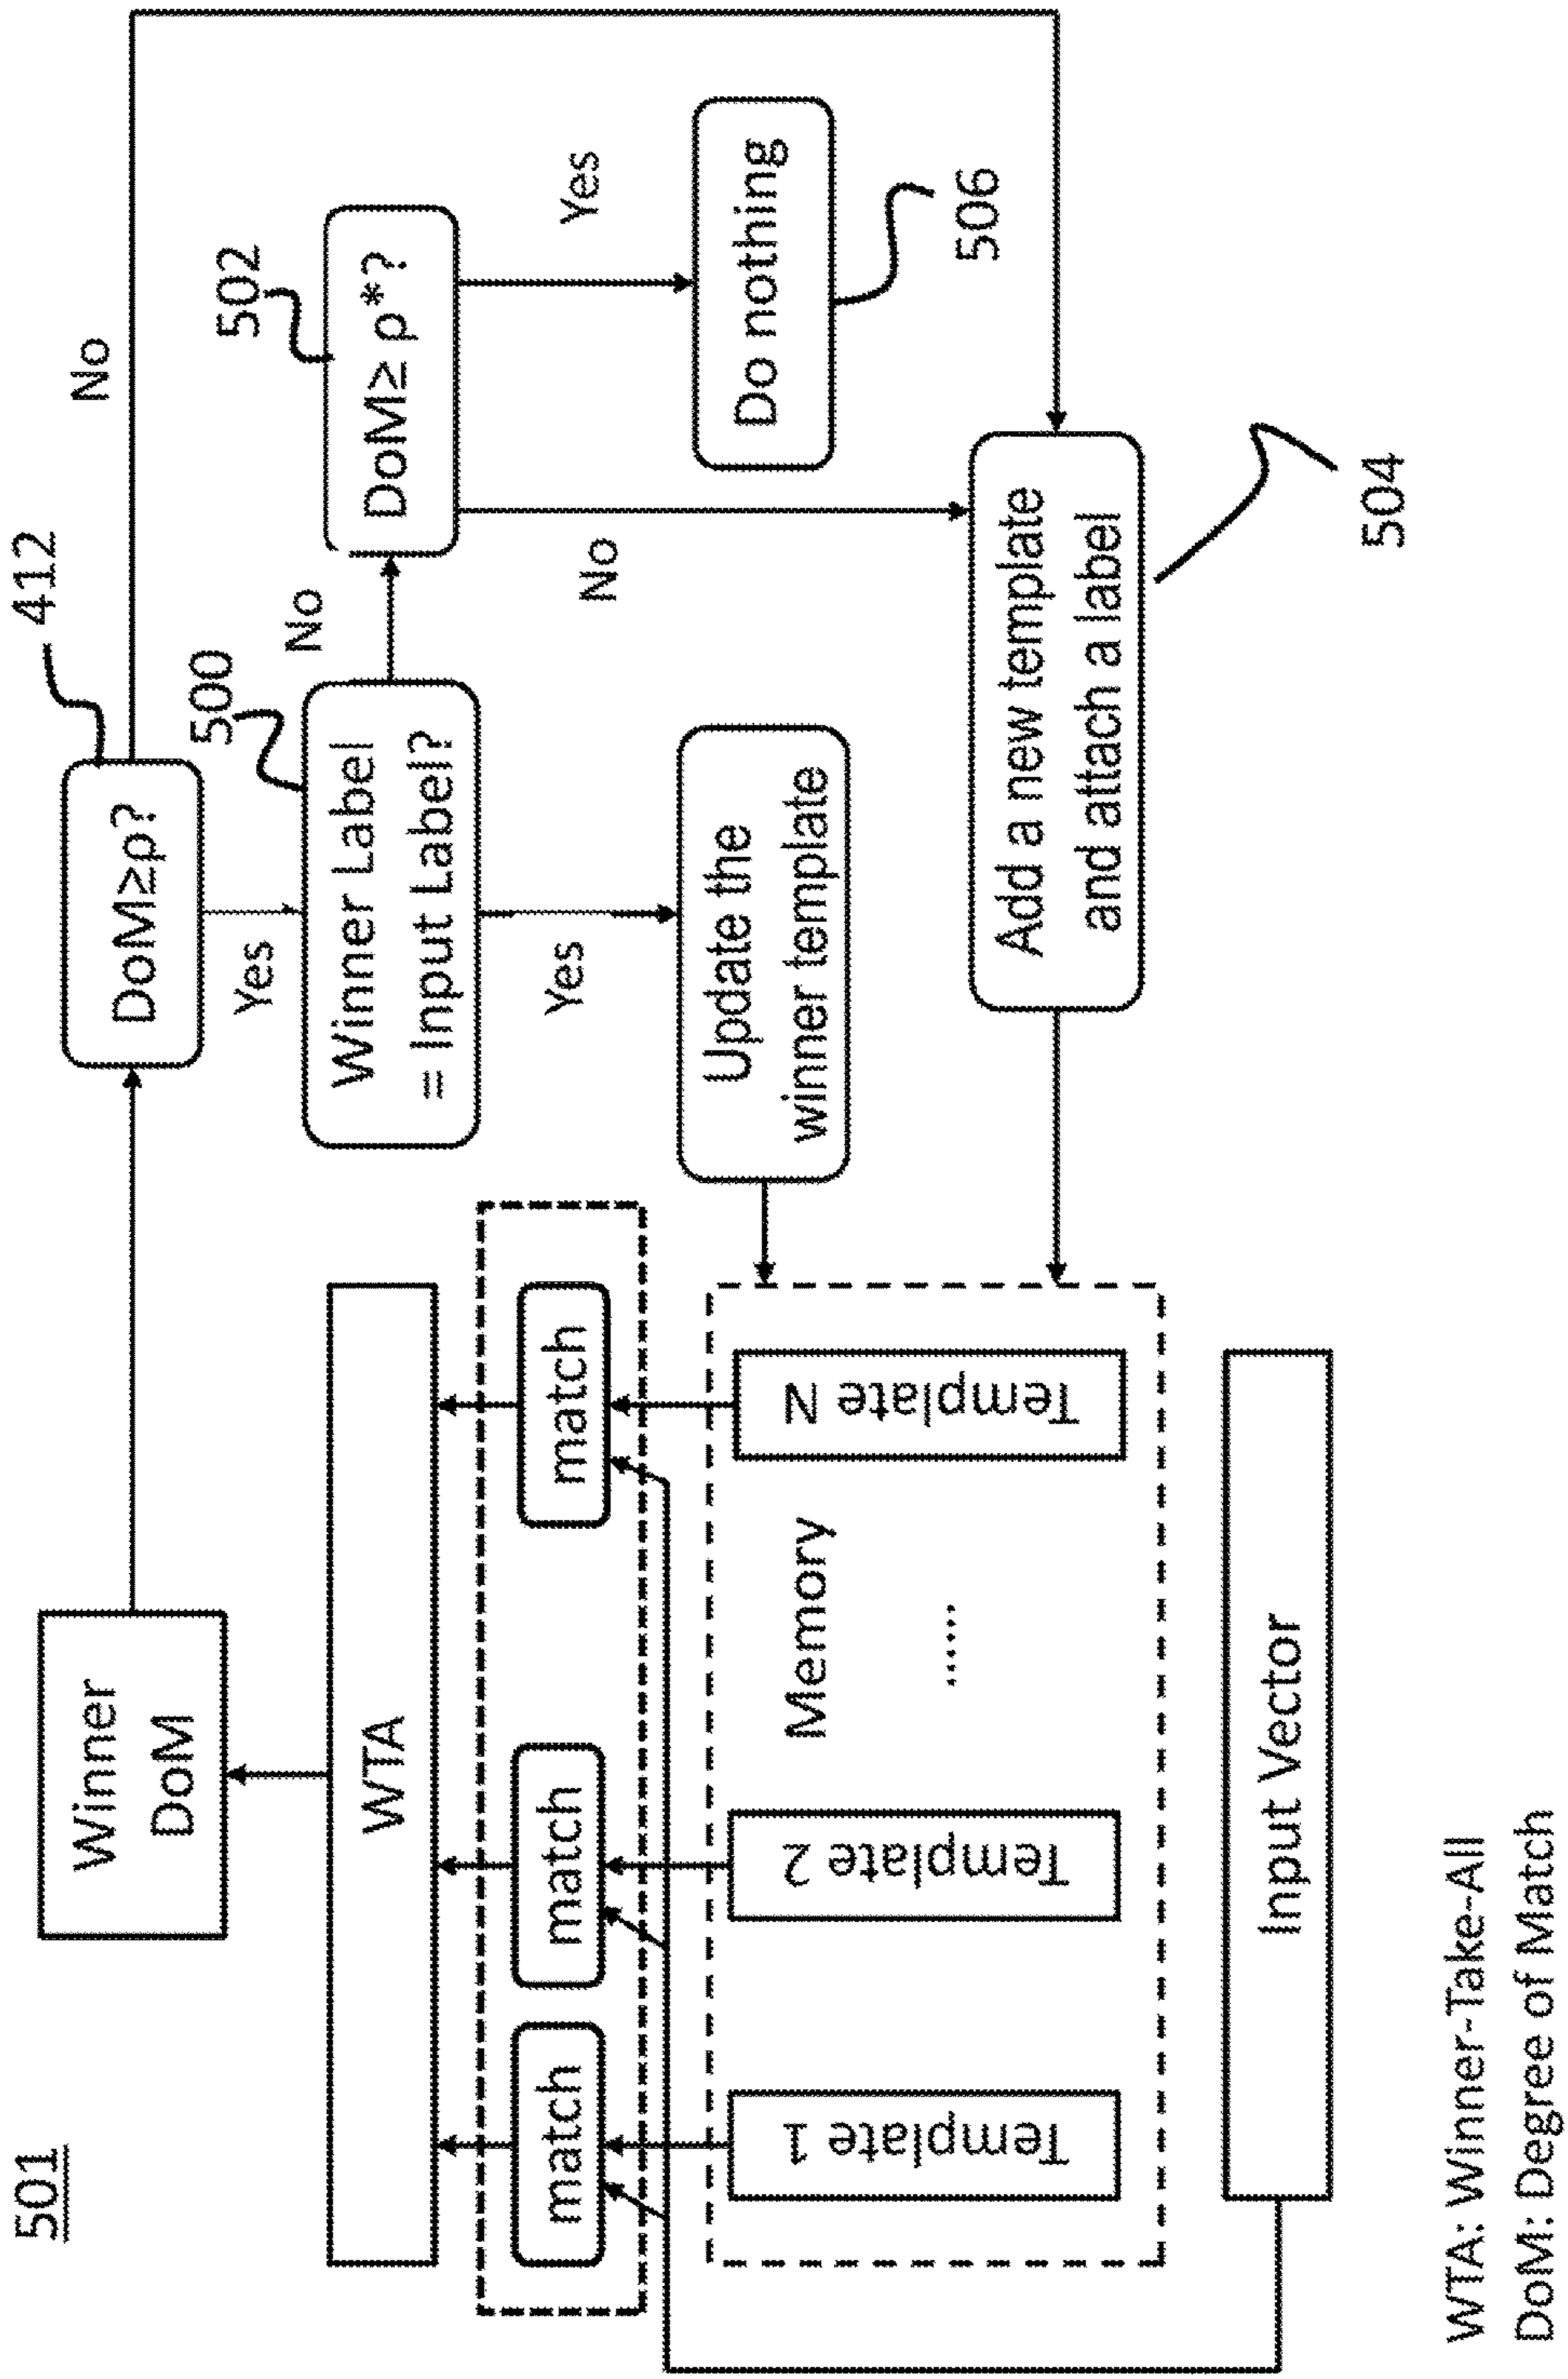 501
Winner
DoM
DoM≥ρ?
412
No
Yes
WTA
Winner Label
= Input Label?
500
No
DoM≥ ρ*?
502
Yes
No
Yes
match
match
match
Update the
winner template
Do nothing
506
Memory
......
Template 1
Template 2
Template N
Add a new template
and attach a label
504
Input Vector
WTA: Winner-Take-All
DoM: Degree of Match